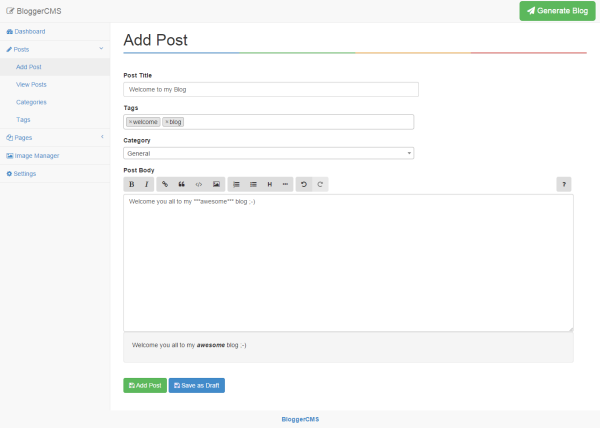 BloggerCMS
Generate Blog
Dashboard
Posts
Add Post
View Posts
Categories
Tags
Pages
Image Manager
Settings
Add Post
Post Title
Welcome to my Blog
Tags
×welcome ×blog
Category
General
Post Body
B I H ?
Welcome you all to my ***awesome*** blog ;-)
Welcome you all to my awesome blog ;-)
Add Post Save as Draft
BloggerCMS